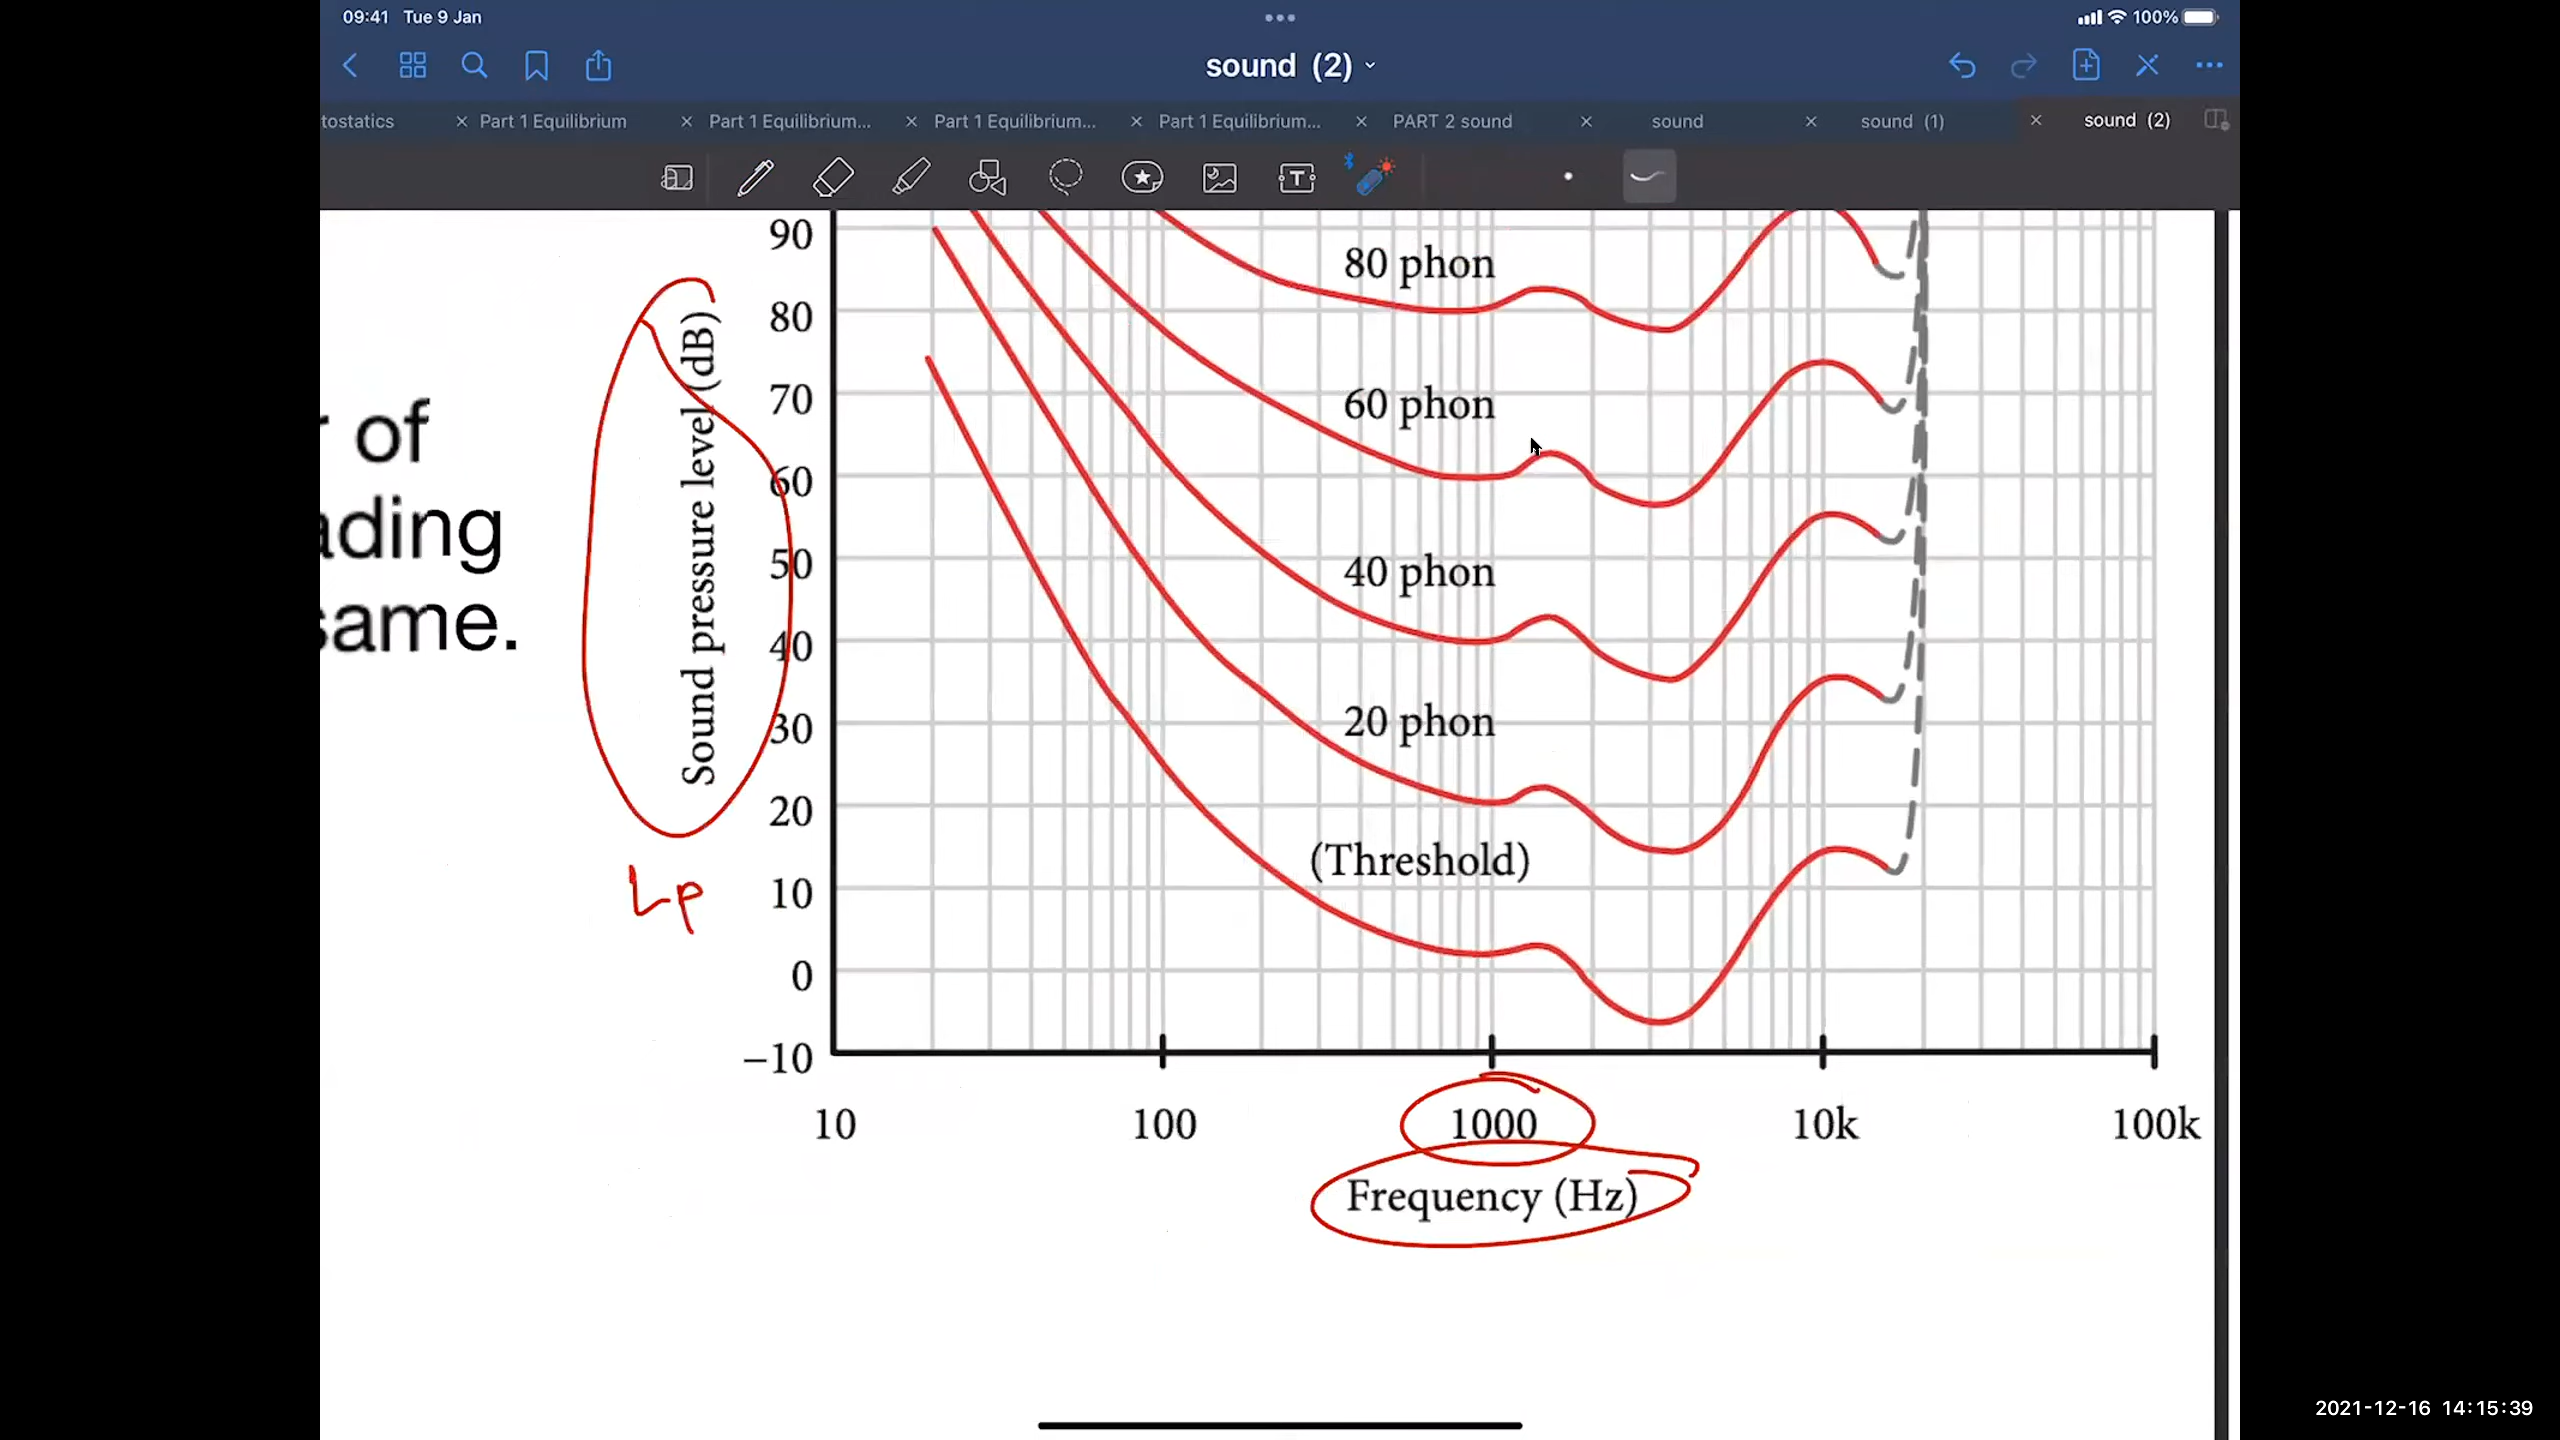 09:41 Tue 9 Jan
100%
sound (2)
tostatics
Part 1 Equilibrium
Part 1 Equilibrium...
Part 1 Equilibrium...
Part 1 Equilibrium...
PART 2 sound
sound
sound (1)
sound (2)
r of
ading
same.
Sound pressure level (dB)
Lp
90
80
70
60
50
40
30
20
10
0
−10
80 phon
60 phon
40 phon
20 phon
(Threshold)
10
100
1000
10k
100k
Frequency (Hz)
2021-12-16 14:15:39